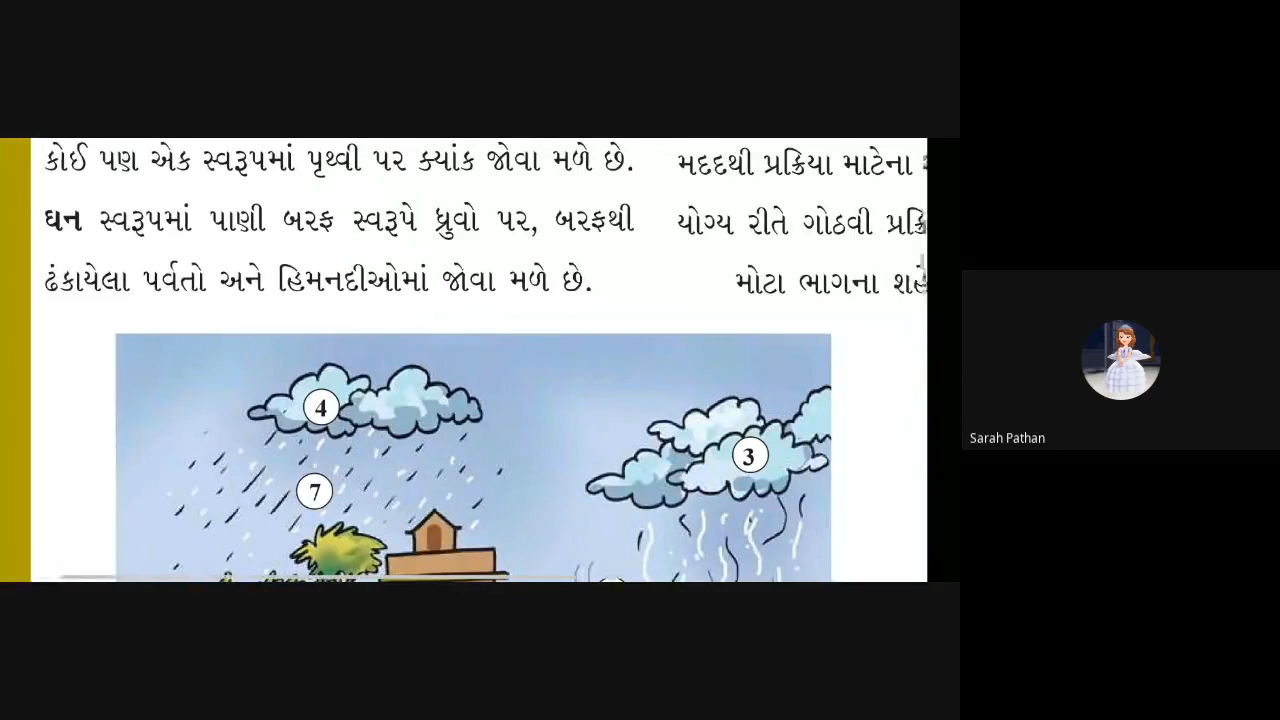 કોઈ પણ એક સ્વરૂપમાં પૃથ્વી પર ક્યાંક જોવા મળે છે.
ઘન સ્વરૂપમાં પાણી બરફ સ્વરૂપે ધ્રુવો પર, બરફથી
ઢંકાયેલા પર્વતો અને હિમનદીઓમાં જોવા મળે છે.
મદદથી પ્રક્રિયા માટેના
યોગ્ય રીતે ગોઠવી
મોટા ભાગના
4
3
7
Sarah Pathan